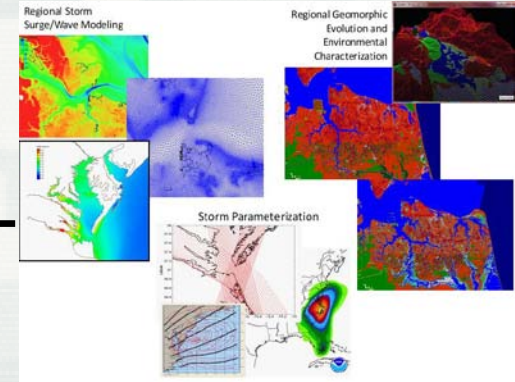 Regional Storm
Surge/Wave Modeling
Regional Geomorphic
Evolution and
Environmental
Characterization
Storm Parameterization